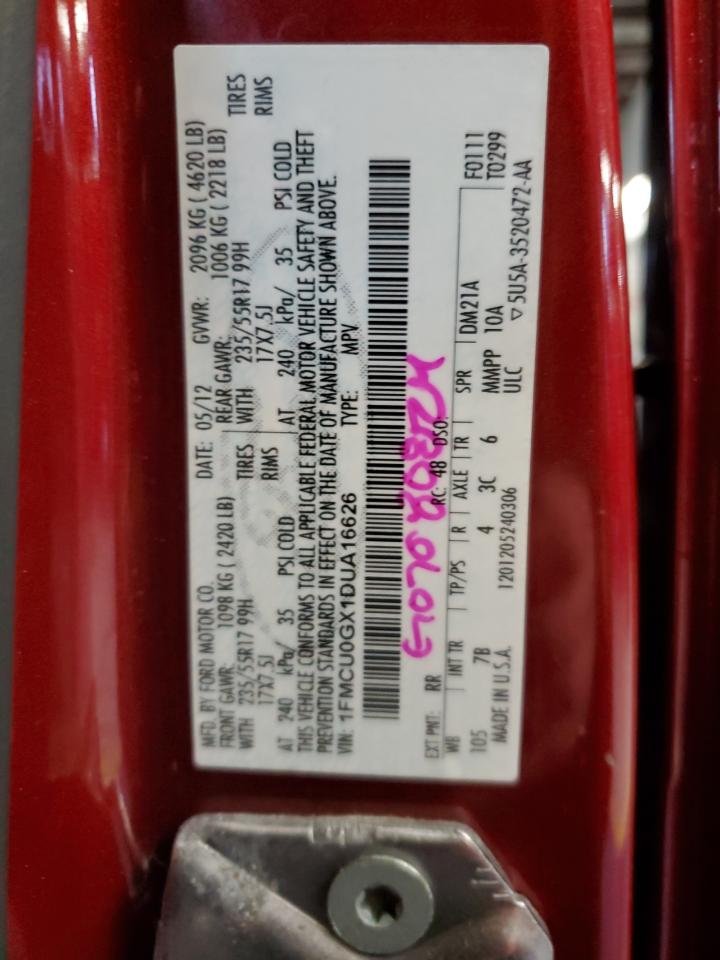 MFD. BY FORD MOTOR CO.
DATE: 05/12 GVWR: 2096 KG ( 4620 LB)
FRONT GAWR: 1098 KG ( 2420 LB) REAR GAWR: 1006 KG ( 2218 LB)
WITH 235/55R17 99H TIRES WITH 235/55R17 99H TIRES
17X7.5J RIMS 17X7.5J RIMS
AT 240 kPa/ 35 PSI COLD AT 240 kPa/ 35 PSI COLD
THIS VEHICLE CONFORMS TO ALL APPLICABLE FEDERAL MOTOR VEHICLE SAFETY AND THEFT
PREVENTION STANDARDS IN EFFECT ON THE DATE OF MANUFACTURE SHOWN ABOVE.
VIN: 1FMCU0GX1DUA16626 TYPE: MPV
EXT PNT: RR RC: 48 DSO: F0111
WB INT TR TP/PS R AXLE TR SPR DM21A T0299
105 7B 4 3C 6 MMPP 10A
ULC
MADE IN U.S.A. 1201205240306 ▽5U5A-3520472-AA